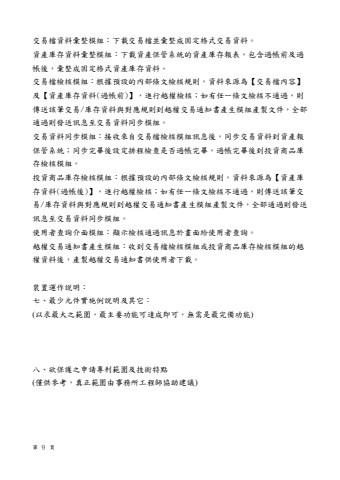 交易檔資料彙整模組：下載交易檔並彙整成固定格式交易資料。
資產庫存資料彙整模組：下載資產保管系統的資產庫存報表，包含過帳前及過
帳後，彙整成固定格式資產庫存資料。
交易檔檢核模組：根據預設的內部條文檢核規則，資料來源為【交易檔內容】
及【資產庫存資料(過帳前)】，進行越權檢核；如有任一條文檢核不通過，則
傳送該筆交易/庫存資料與對應規則到越權交易通知書產生模組產製文件，全部
通過則發送訊息至交易資料同步模組。
交易資料同步模組：接收來自交易檔檢核模組訊息後，同步交易資料到資產報
保管系統；同步完畢後設定排程檢查是否過帳完畢，過帳完畢後到投資商品庫
存檢核模組。
投資商品庫存檢核模組：根據預設的內部條文檢核規則，資料來源為【資產庫
存資料(過帳後)】，進行越權檢核；如有任一條文檢核不通過，則傳送該筆交
易/庫存資料與對應規則到越權交易通知書產生模組產製文件，全部通過則發送
訊息至交易資料同步模組。
使用者查詢介面模組：顯示檢核通過訊息於畫面給使用者查詢。
越權交易通知書產生模組：收到交易檔檢核模組或投資商品庫存檢核模組的越
權資料後，產製越權交易通知書供使用者下載。
裝置運作說明：
七、最少元件實施例說明及其它：
(以求最大之範圍，最主要功能可達成即可，無需是最完備功能)
八、欲保護之申請專利範圍及技術特點
(僅供參考，真正範圍由事務所工程師協助建議)